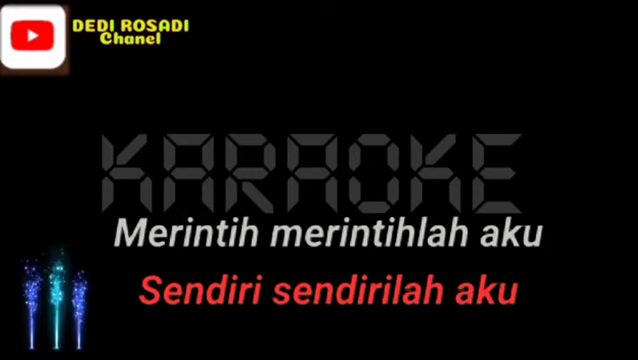 DEDI ROSADI
Chanel
KARAOKE
Merintih merintihlah aku
Sendiri sendirilah aku